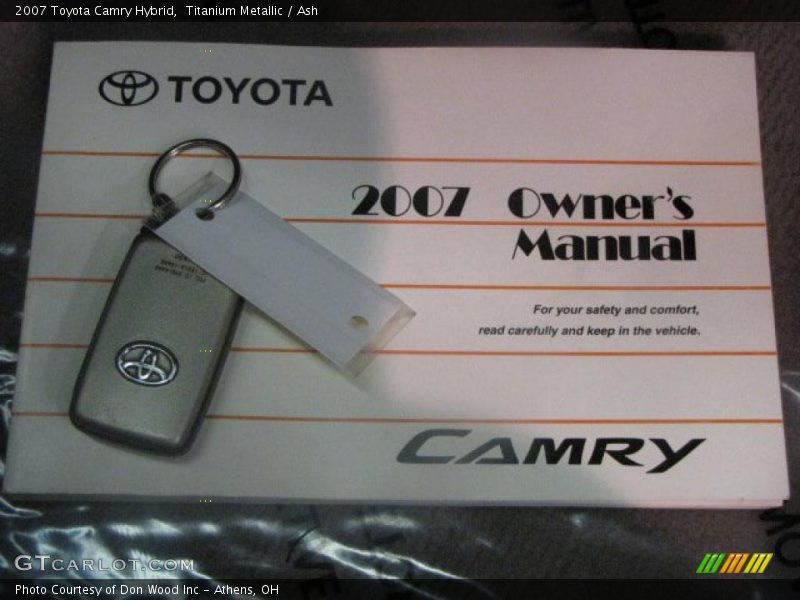 2007 Toyota Camry Hybrid,  Titanium Metallic / Ash
TOYOTA
2007 Owner's
Manual
For your safety and comfort,
read carefully and keep in the vehicle.
CAMRY
GTCARLOT.COM
Photo Courtesy of Don Wood Inc - Athens, OH